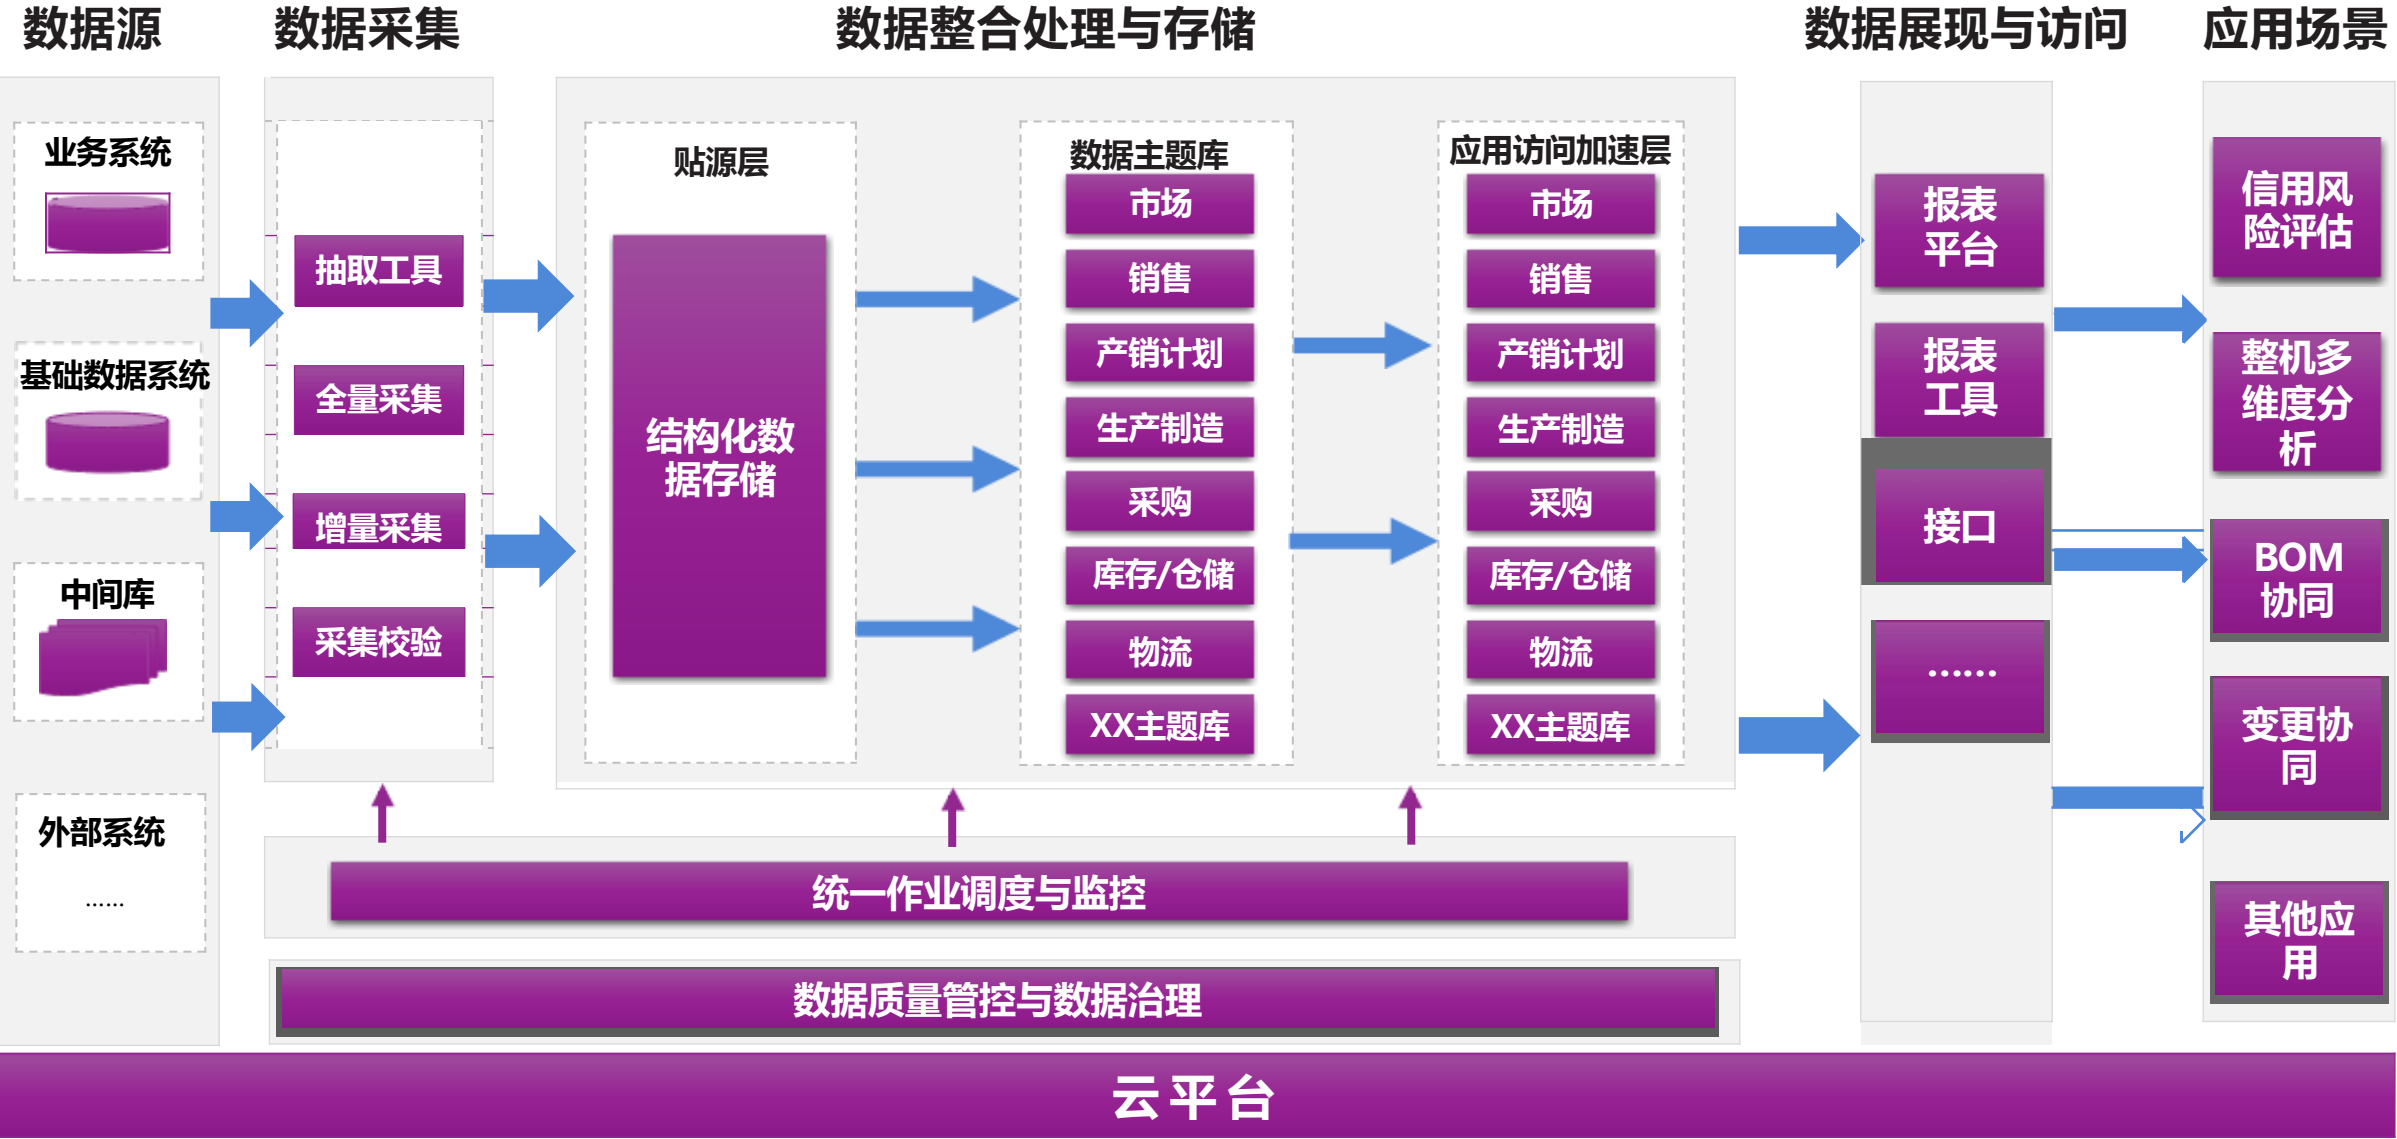 数据源
数据采集
数据整合处理与存储
数据展现与访问
应用场景
业务系统
基础数据系统
中间库
外部系统
......
抽取工具
全量采集
增量采集
采集校验
贴源层
结构化数
据存储
数据主题库
市场
销售
产销计划
生产制造
采购
库存/仓储
物流
XX主题库
应用访问加速层
市场
销售
产销计划
生产制造
采购
库存/仓储
物流
XX主题库
报表
平台
报表
工具
接口
……
信用风
险评估
整机多
维度分
析
BOM
协同
变更协
同
其他应
用
统一作业调度与监控
数据质量管控与数据治理
云平台